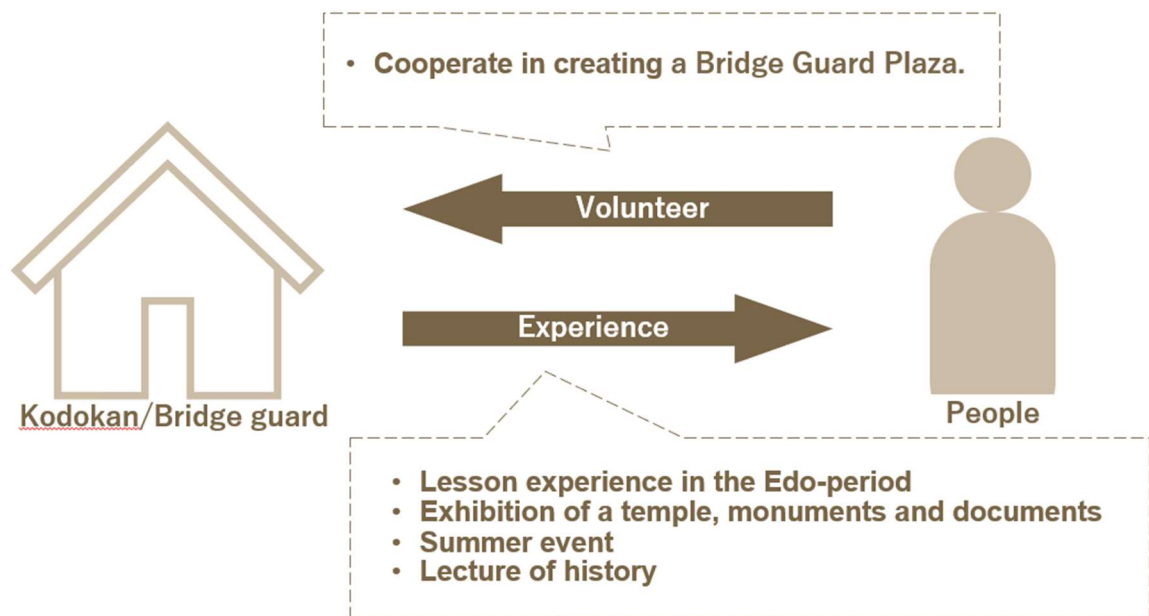 • Cooperate in creating a Bridge Guard Plaza.
Volunteer
Experience
Kodokan/Bridge guard
People
• Lesson experience in the Edo-period
• Exhibition of a temple, monuments and documents
• Summer event
• Lecture of history